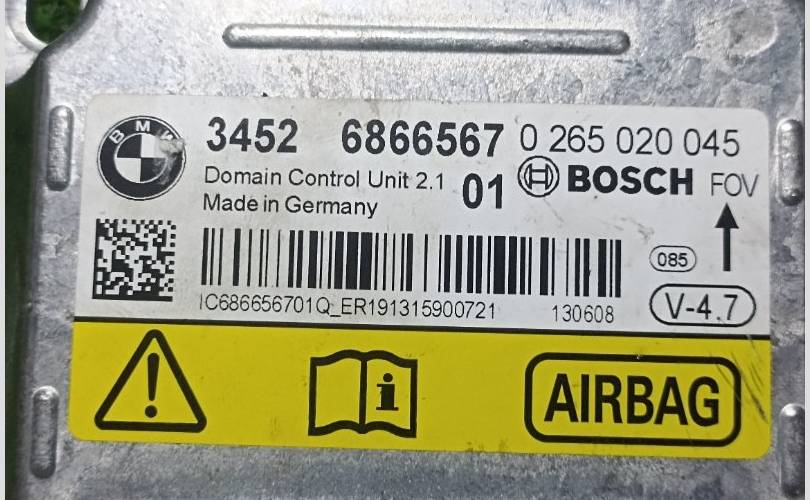 BMW
3452 6866567 0 265 020 045
Domain Control Unit 2.1 01 BOSCH FOV
Made in Germany
085
IC686656701Q_ER191315900721 130608
V-4.7
AIRBAG